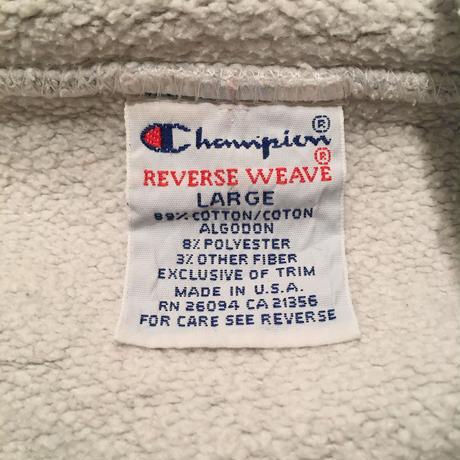 Champion®
REVERSE WEAVE®
LARGE
89% COTTON/COTON
ALGODON
8% POLYESTER
3% OTHER FIBER
EXCLUSIVE OF TRIM
MADE IN U.S.A.
RN 26094 CA 21356
FOR CARE SEE REVERSE